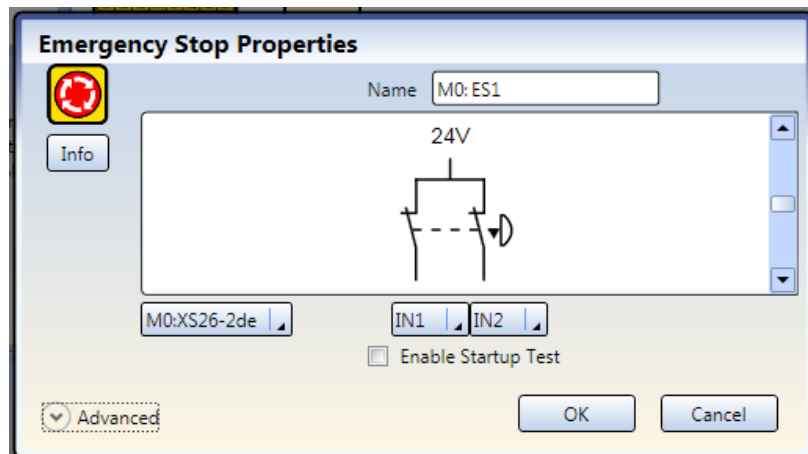 Emergency Stop Properties
Name M0: ES1
Info
24V
M0:XS26-2de IN1 IN2
Enable Startup Test
Advanced OK Cancel